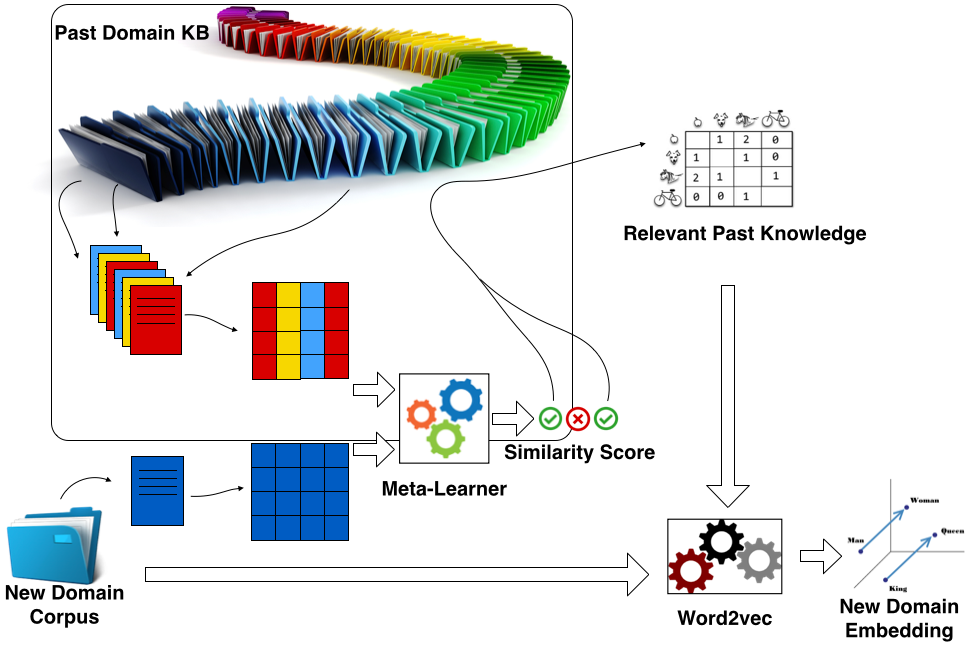 Past Domain KB
1 2 0
1 1 0
2 1 1
0 0 1
Relevant Past Knowledge
Similarity Score
Meta-Learner
New Domain
Corpus
Word2vec
Woman
Man
Queen
King
New Domain
Embedding